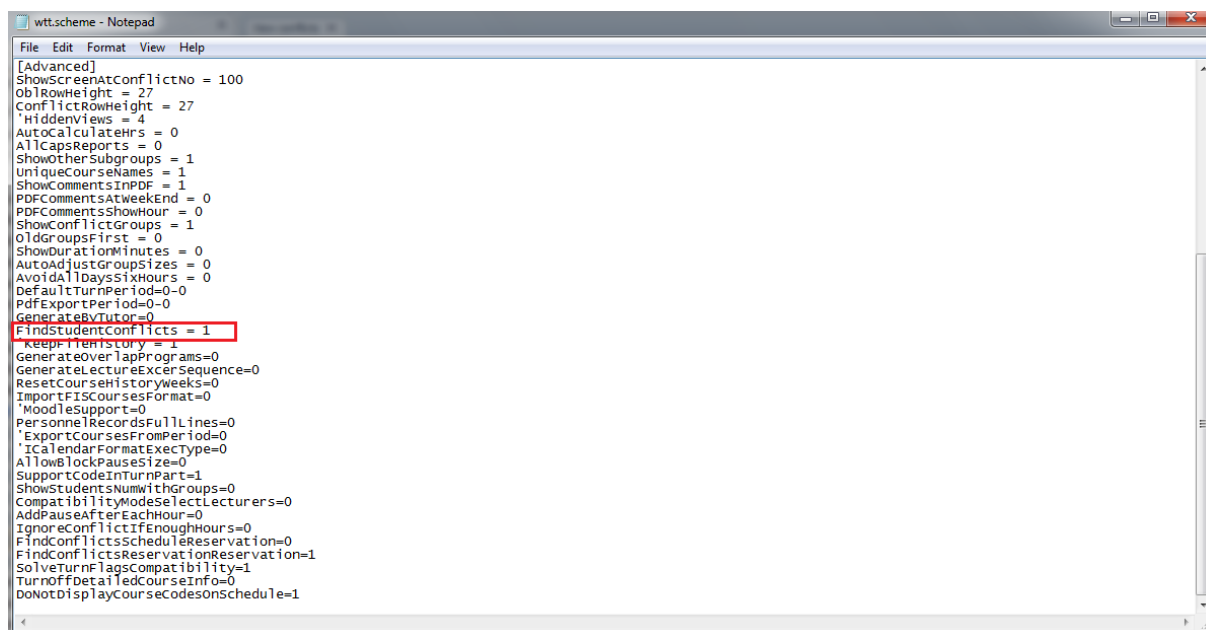 wtt.scheme - Notepad
File Edit Format View Help
[Advanced]
ShowScreenAtConflictNo = 100
OblRowHeight = 27
ConflictRowHeight = 27
'HiddenViews = 4
AutoCalculateHrs = 0
AllCapsReports = 0
ShowOtherSubgroups = 1
UniqueCourseNames = 1
ShowCommentsInPDF = 1
PDFCommentsAtWeekEnd = 0
PDFCommentsShowHour = 0
ShowConflictGroups = 1
OldGroupsFirst = 0
ShowDurationMinutes = 0
AutoAdjustGroupSizes = 0
AvoidAllDaysSixHours = 0
DefaultTurnPeriod=0-0
PdfExportPeriod=0-0
GenerateByTutor=0
FindStudentConflicts = 1
'KeepFileHistory = 1
GenerateOverlapPrograms=0
GenerateLectureExcerSequence=0
ResetCourseHistoryWeeks=0
ImportFISCoursesFormat=0
'MoodleSupport=0
PersonnelRecordsFullLines=0
'ExportCoursesFromPeriod=0
'ICalendarFormatExecType=0
AllowBlockPauseSize=0
SupportCodeInTurnPart=1
ShowStudentsNumWithGroups=0
CompatibilityModeSelectLecturers=0
AddPauseAfterEachHour=0
IgnoreConflictIfEnoughHours=0
FindConflictsScheduleReservation=0
FindConflictsReservationReservation=1
SolveTurnFlagsCompatibility=1
TurnOffDetailedCourseInfo=0
DoNotDisplayCourseCodesOnSchedule=1